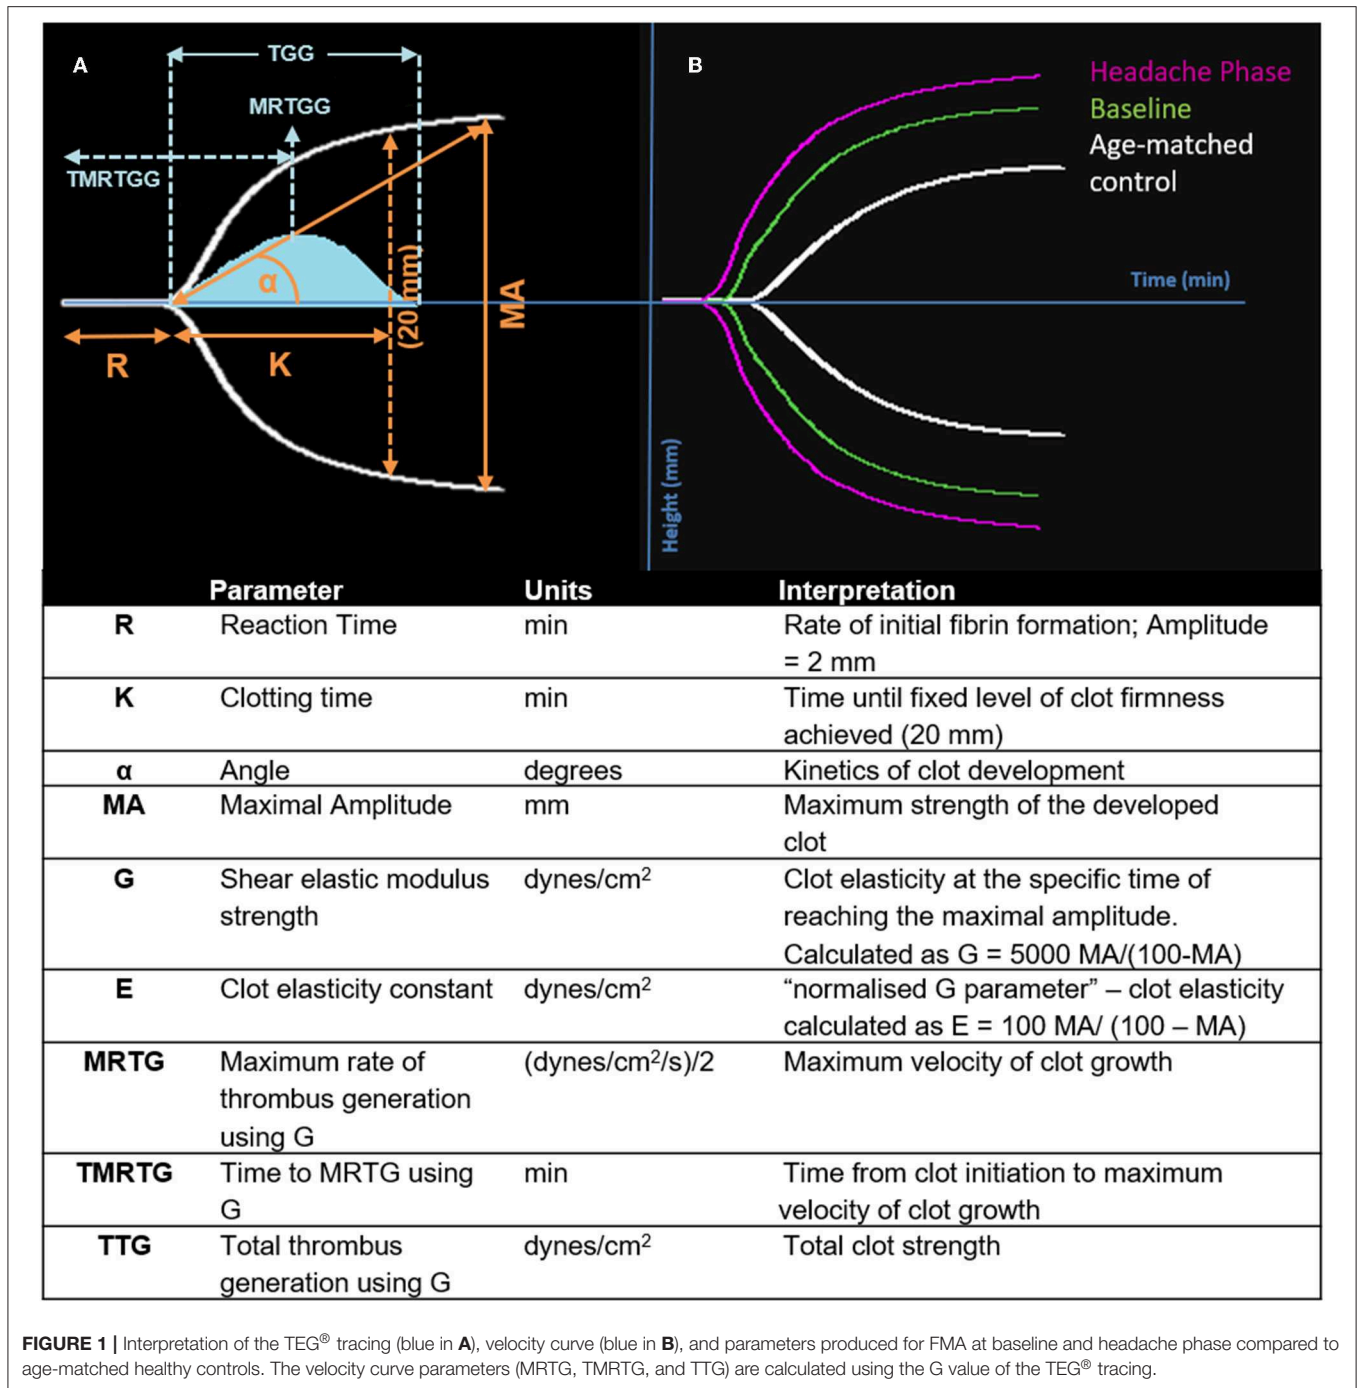 A
TGG
MRTGG
TMRTGG
α
(20 mm)
MA
R
K
B
Headache Phase
Baseline
Age-matched
control
Time (min)
Height (mm)
Parameter Units Interpretation
R Reaction Time min Rate of initial fibrin formation; Amplitude
= 2 mm
K Clotting time min Time until fixed level of clot firmness
achieved (20 mm)
α Angle degrees Kinetics of clot development
MA Maximal Amplitude mm Maximum strength of the developed
clot
G Shear elastic modulus dynes/cm² Clot elasticity at the specific time of
strength reaching the maximal amplitude.
Calculated as G = 5000 MA/(100-MA)
E Clot elasticity constant dynes/cm² “normalised G parameter” – clot elasticity
calculated as E = 100 MA/ (100 – MA)
MRTG Maximum rate of (dynes/cm²/s)/2 Maximum velocity of clot growth
thrombus generation
using G
TMRTG Time to MRTG using min Time from clot initiation to maximum
G velocity of clot growth
TTG Total thrombus dynes/cm² Total clot strength
generation using G
FIGURE 1 | Interpretation of the TEG® tracing (blue in A), velocity curve (blue in B), and parameters produced for FMA at baseline and headache phase compared to
age-matched healthy controls. The velocity curve parameters (MRTG, TMRTG, and TTG) are calculated using the G value of the TEG® tracing.